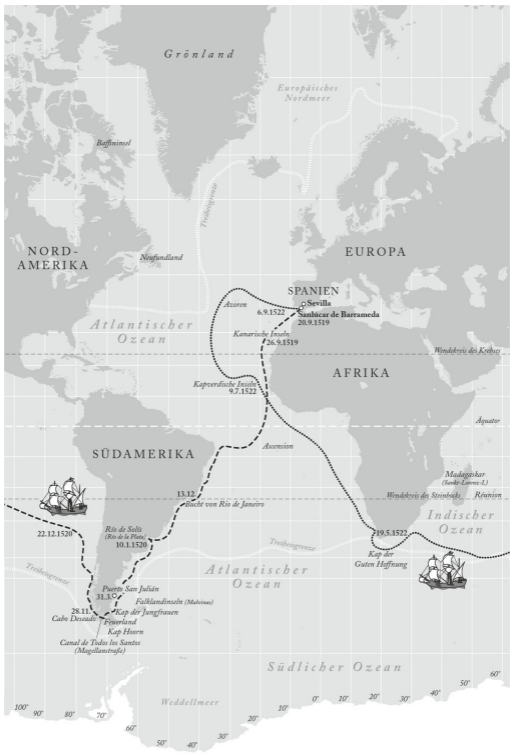 Grönland
Europäisches
Nordmeer
Baffininsel
Treibeisgrenze
NORD-
AMERIKA
Neufundland
EUROPA
SPANIEN
Sevilla
Sanlúcar de Barrameda
20.9.1519
Azoren
6.9.1522
Atlantischer
Ozean
Kanarische Inseln
26.9.1519
Wendekreis des Krebses
AFRIKA
Kapverdische Inseln
9.7.1522
Äquator
SÜDAMERIKA
Ascension
Madagaskar
(Sankt-Lorenz-I.)
13.12.
Bucht von Rio de Janeiro
Wendekreis des Steinbocks
Réunion
Indischer
Ozean
22.12.1520
Río de Solís
(Río de la Plata)
10.1.1520
19.5.1522
Kap der
Guten Hoffnung
Treibeisgrenze
Treibeisgrenze
Atlantischer
Ozean
Puerto San Julián
31.3.
Falklandinseln (Malvinas)
28.11.
Cabo Deseado
Kap der Jungfrauen
Feuerland
Kap Hoorn
Canal de Todos los Santos
(Magellanstraße)
Südlicher Ozean
Weddellmeer
100° 90° 80° 70° 60° 50° 40° 30° 20° 10° 0° 10° 20° 30° 40° 50° 60°